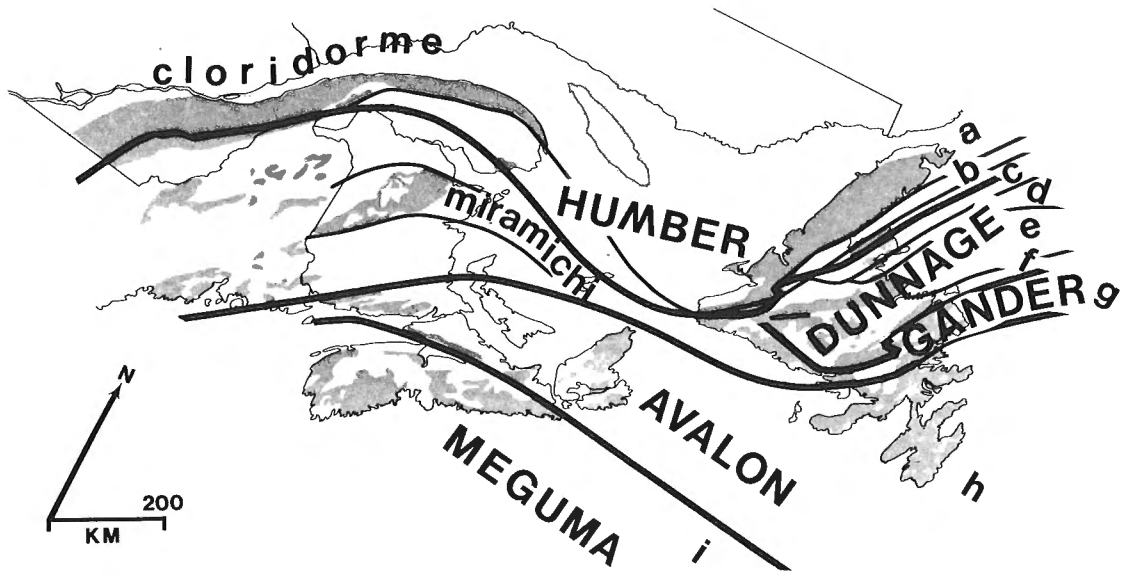 cloridorme
a
b
c
d
e
f
g
HUMBER
miramichi
DUNNAGE
GANDER
AVALON
h
MEGUMA
i
N
200
KM